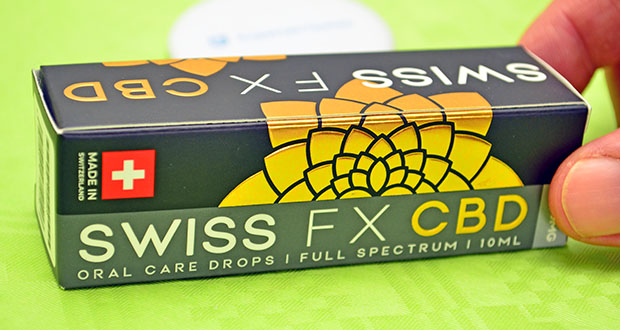 SWISS FX CBD
MADE IN
SWITZERLAND
SWISS FX CBD
ORAL CARE DROPS | FULL SPECTRUM | 10ML